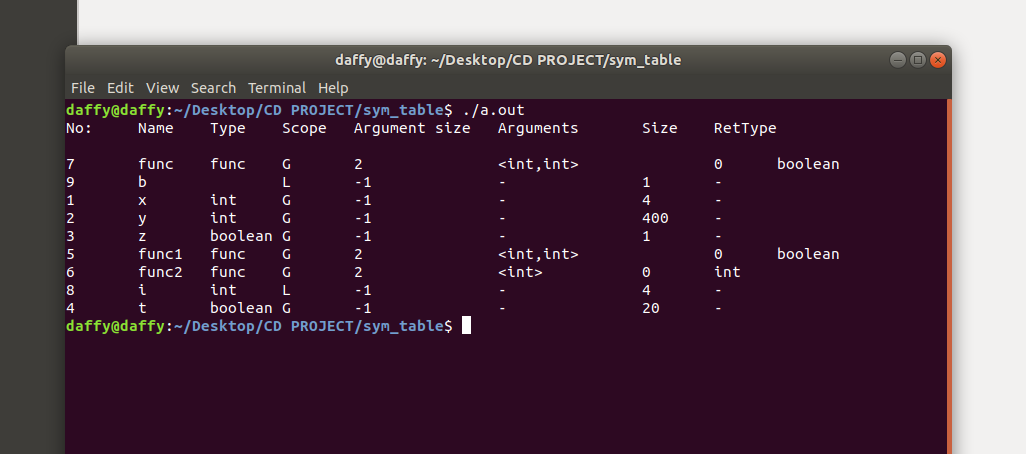 daffy@daffy: ~/Desktop/CD PROJECT/sym_table
File Edit View Search Terminal Help
daffy@daffy:~/Desktop/CD PROJECT/sym_table$ ./a.out
No: Name Type Scope Argument size Arguments Size RetType
7 func func G 2 <int,int> 0 boolean
9 b L -1 - 1 -
1 x int G -1 - 4 -
2 y int G -1 - 400 -
3 z boolean G -1 - 1 -
5 func1 func G 2 <int,int> 0 boolean
6 func2 func G 2 <int> 0 int
8 i int L -1 - 4 -
4 t boolean G -1 - 20 -
daffy@daffy:~/Desktop/CD PROJECT/sym_table$